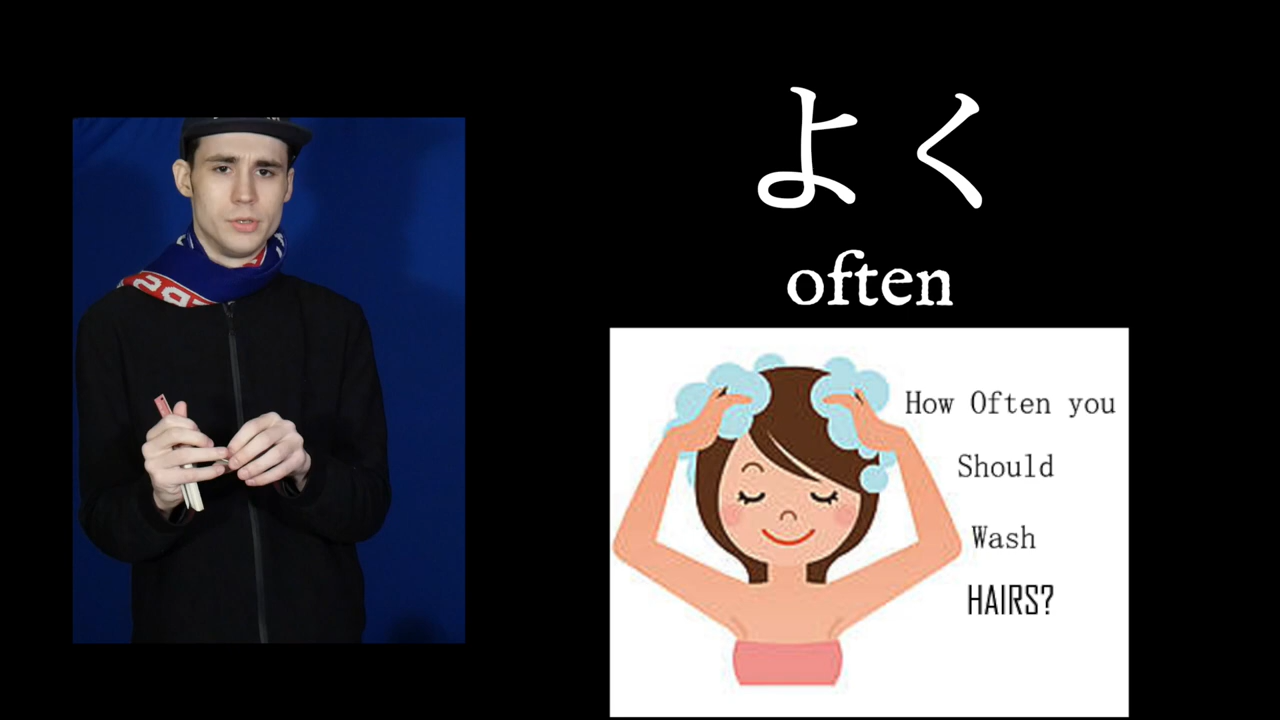 よく
often
How Often you
Should
Wash
HAIRS?